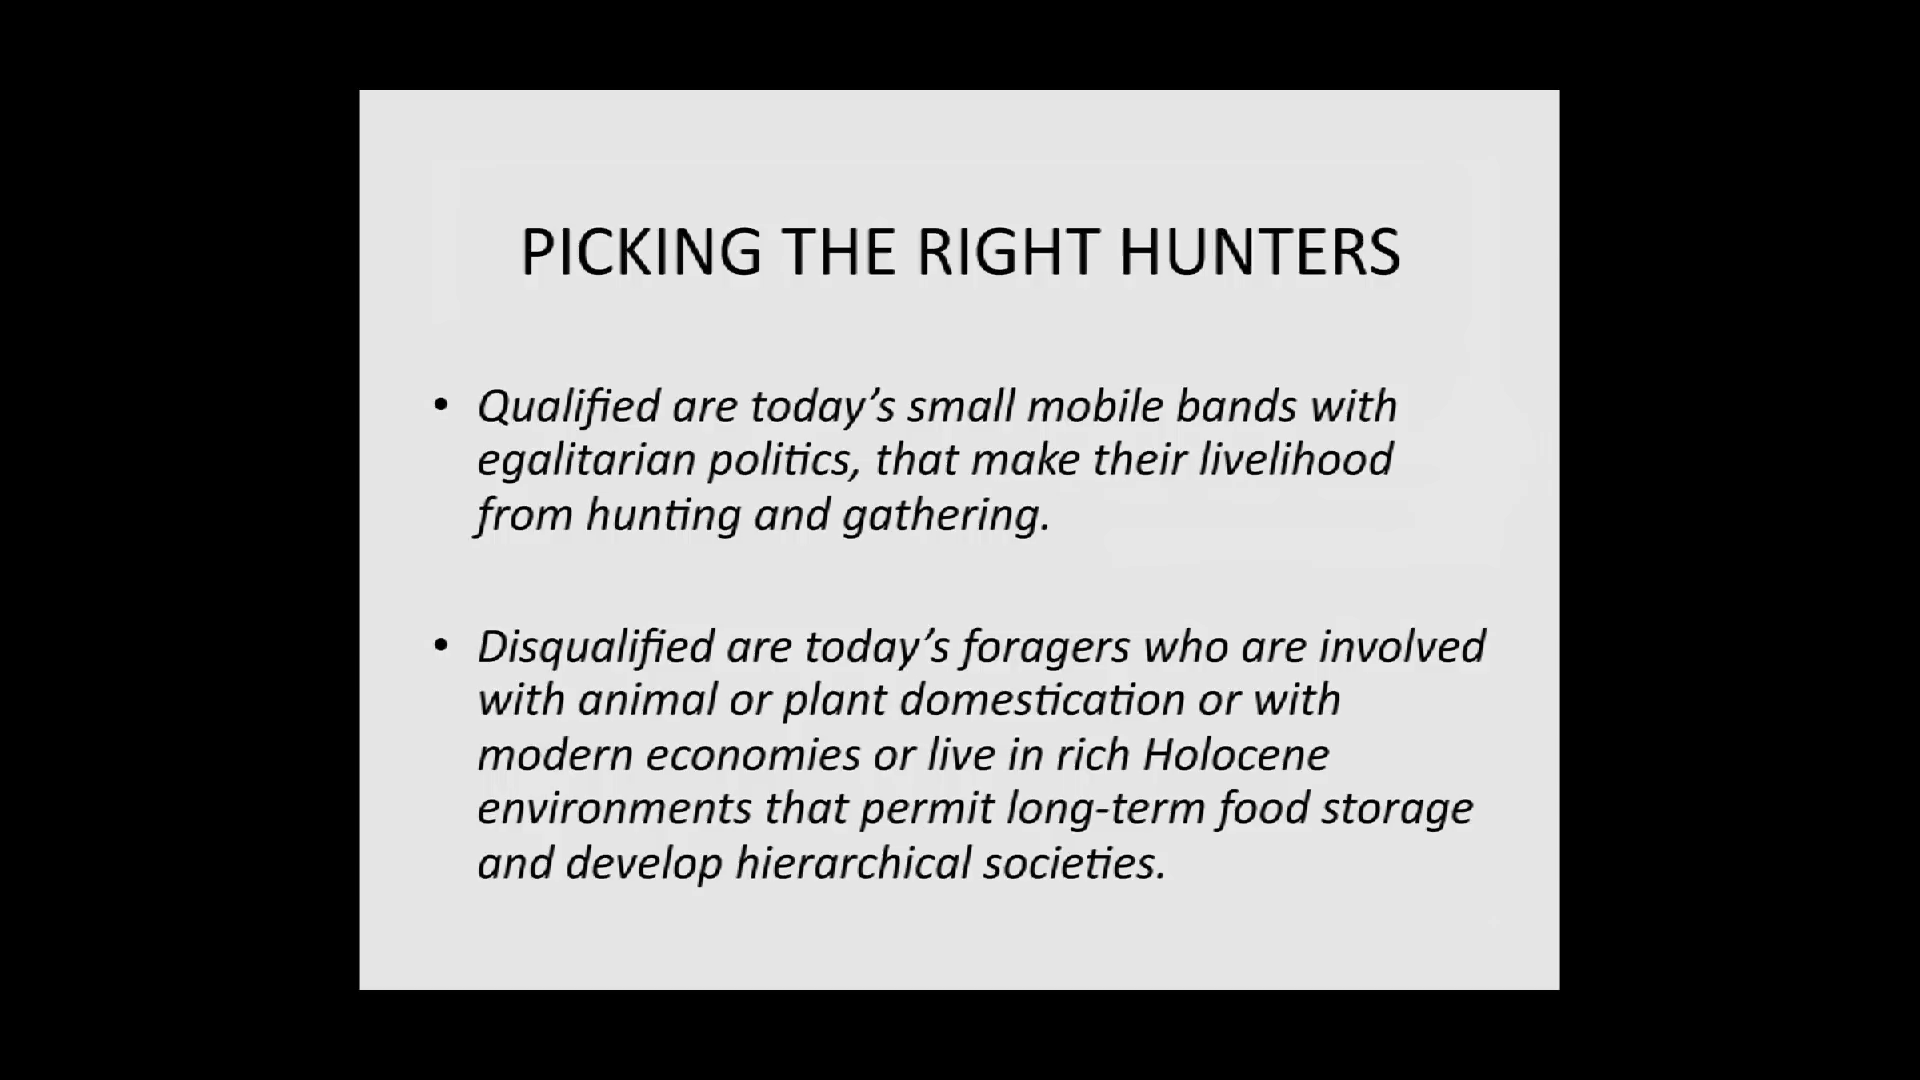 PICKING THE RIGHT HUNTERS
• Qualified are today’s small mobile bands with
egalitarian politics, that make their livelihood
from hunting and gathering.
• Disqualified are today’s foragers who are involved
with animal or plant domestication or with
modern economies or live in rich Holocene
environments that permit long-term food storage
and develop hierarchical societies.